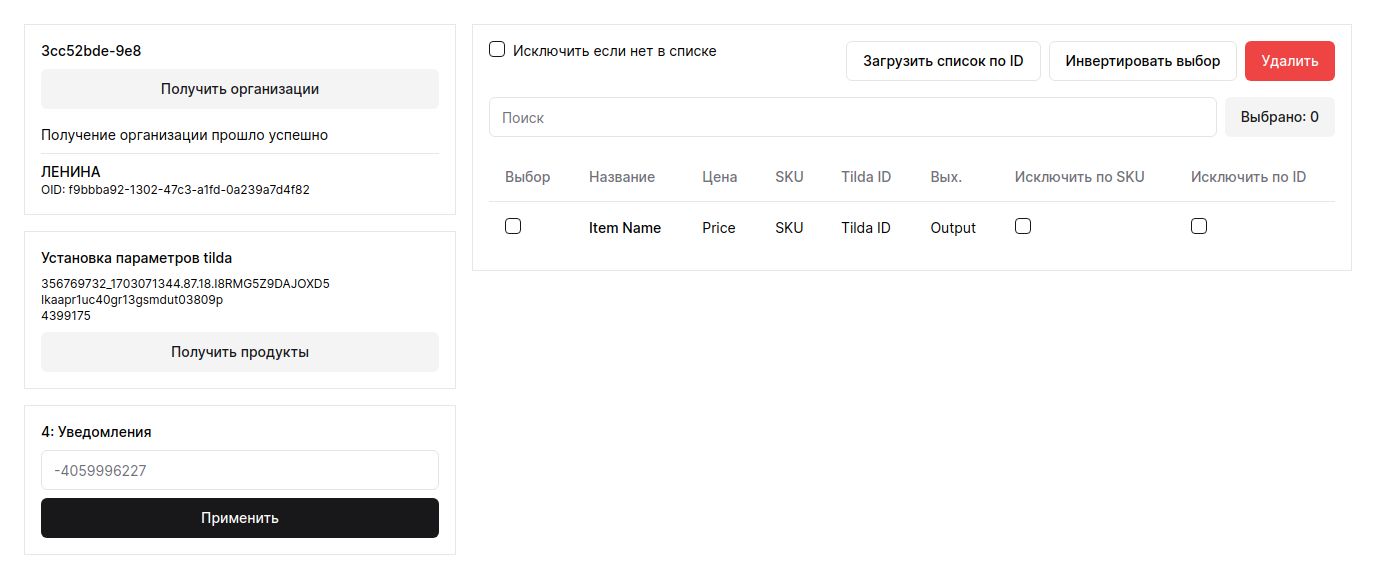 3cc52bde-9e8
Получить организации
Получение организации прошло успешно
ЛЕНИНА
OID: f9bbba92-1302-47c3-a1fd-0a239a7d4f82
Установка параметров tilda
356769732_1703071344.87.18.I8RMG5Z9DAJOXD5
lkaapr1uc40gr13gsmdut03809p
4399175
Получить продукты
4: Уведомления
-4059996227
Применить
Исключить если нет в списке
Загрузить список по ID
Инвертировать выбор
Удалить
Поиск
Выбрано: 0
Выбор Название Цена SKU Tilda ID Вых. Исключить по SKU Исключить по ID
Item Name Price SKU Tilda ID Output